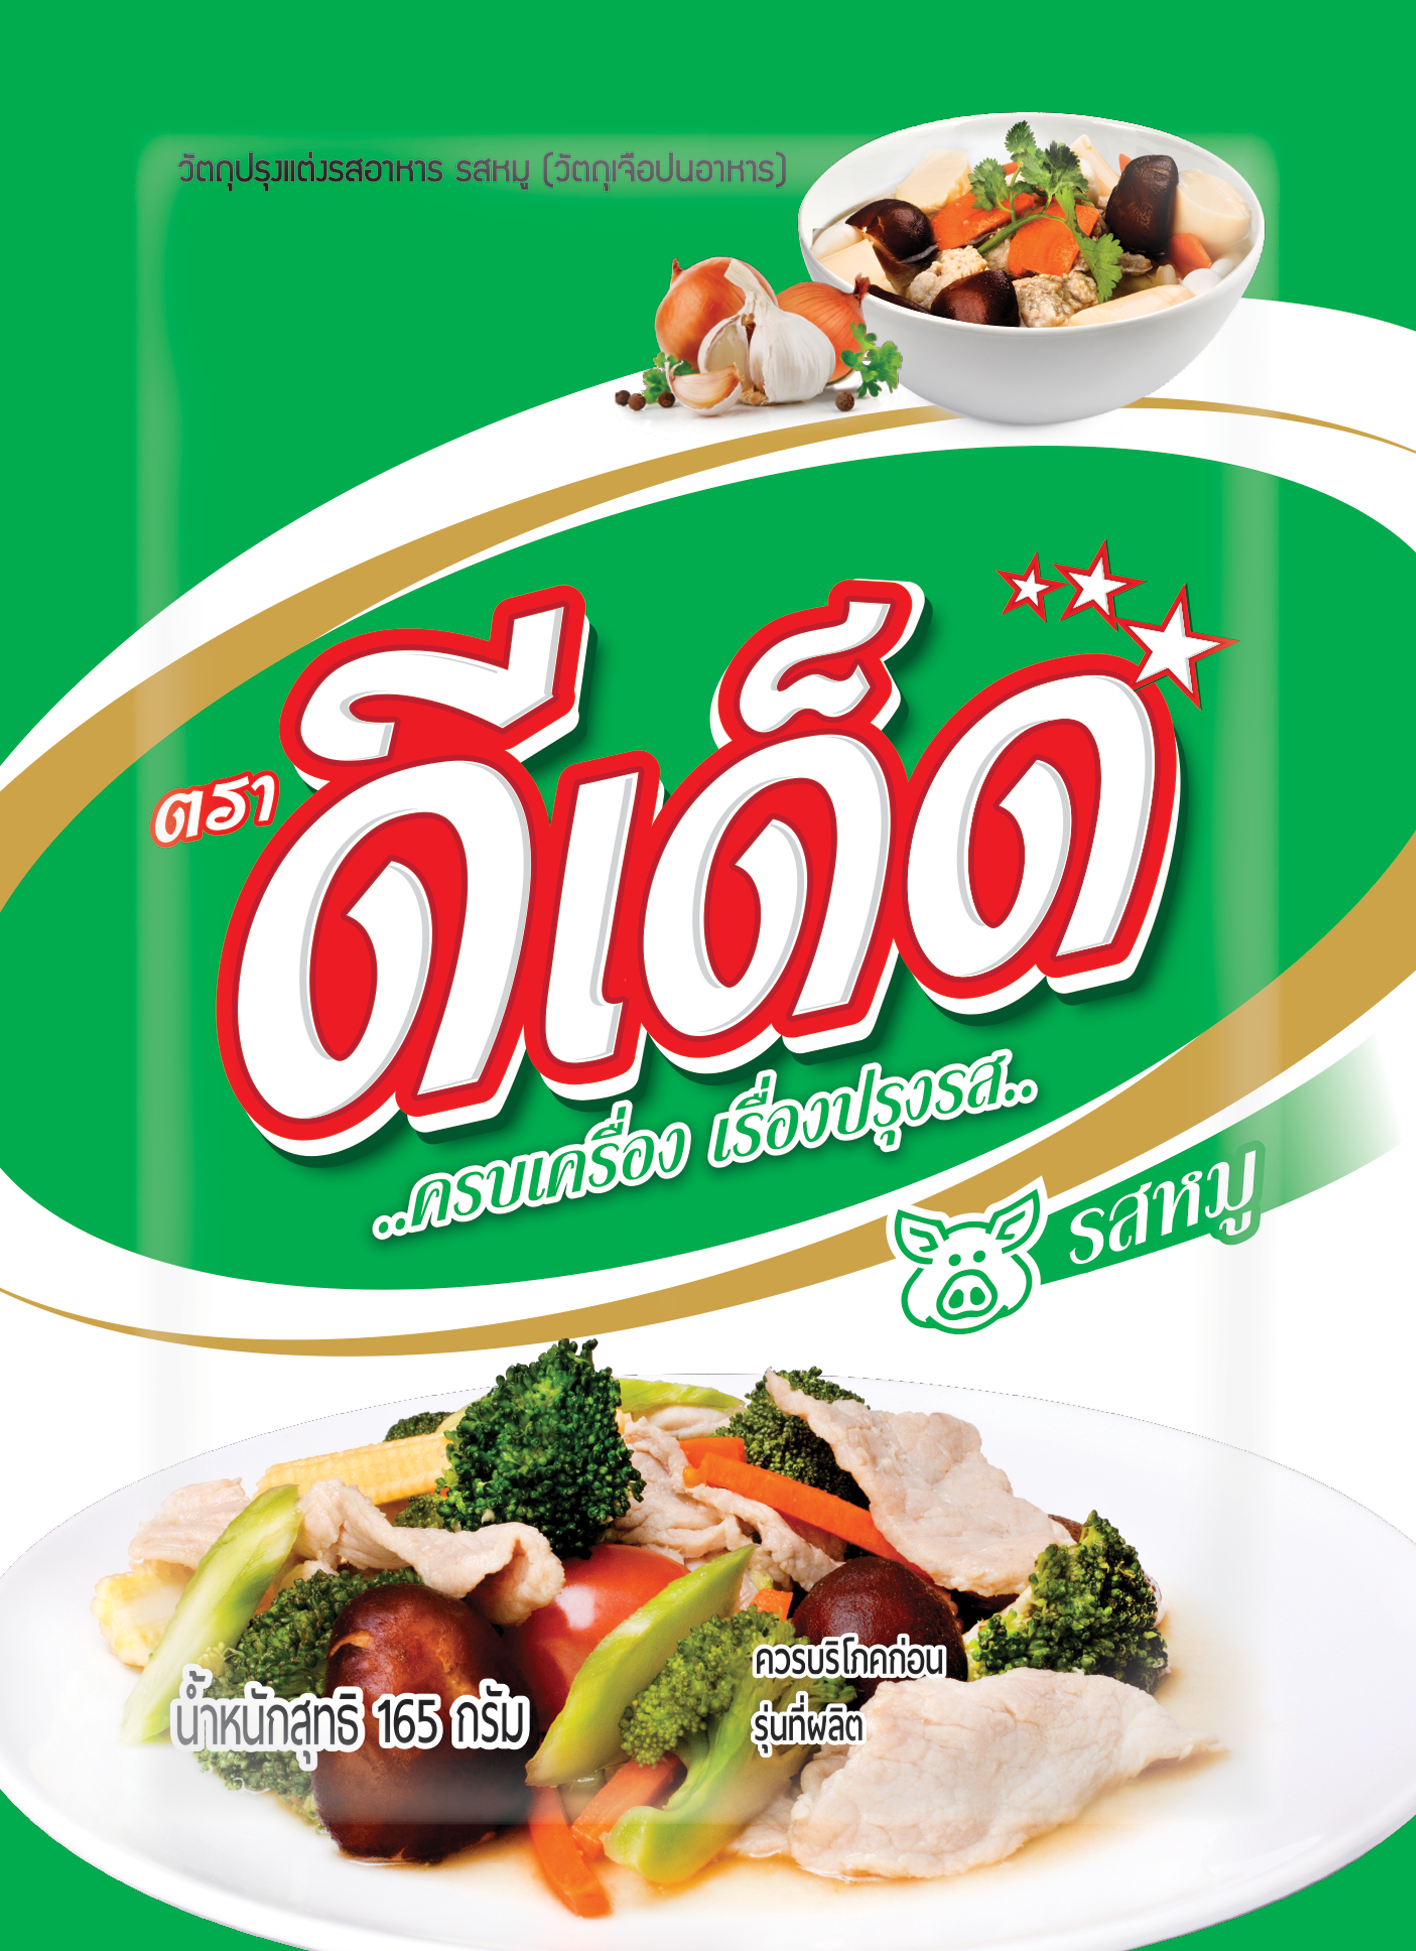 วัตถุปรุงแต่งรสอาหาร รสหมู (วัตถุเจือปนอาหาร)
ตรา
ดีเด็ด
..ครบเครื่อง เรื่องปรุงรส..
รสหมู
ควรบริโภคก่อน
น้ำหนักสุทธิ 165 กรัม
รุ่นที่ผลิต